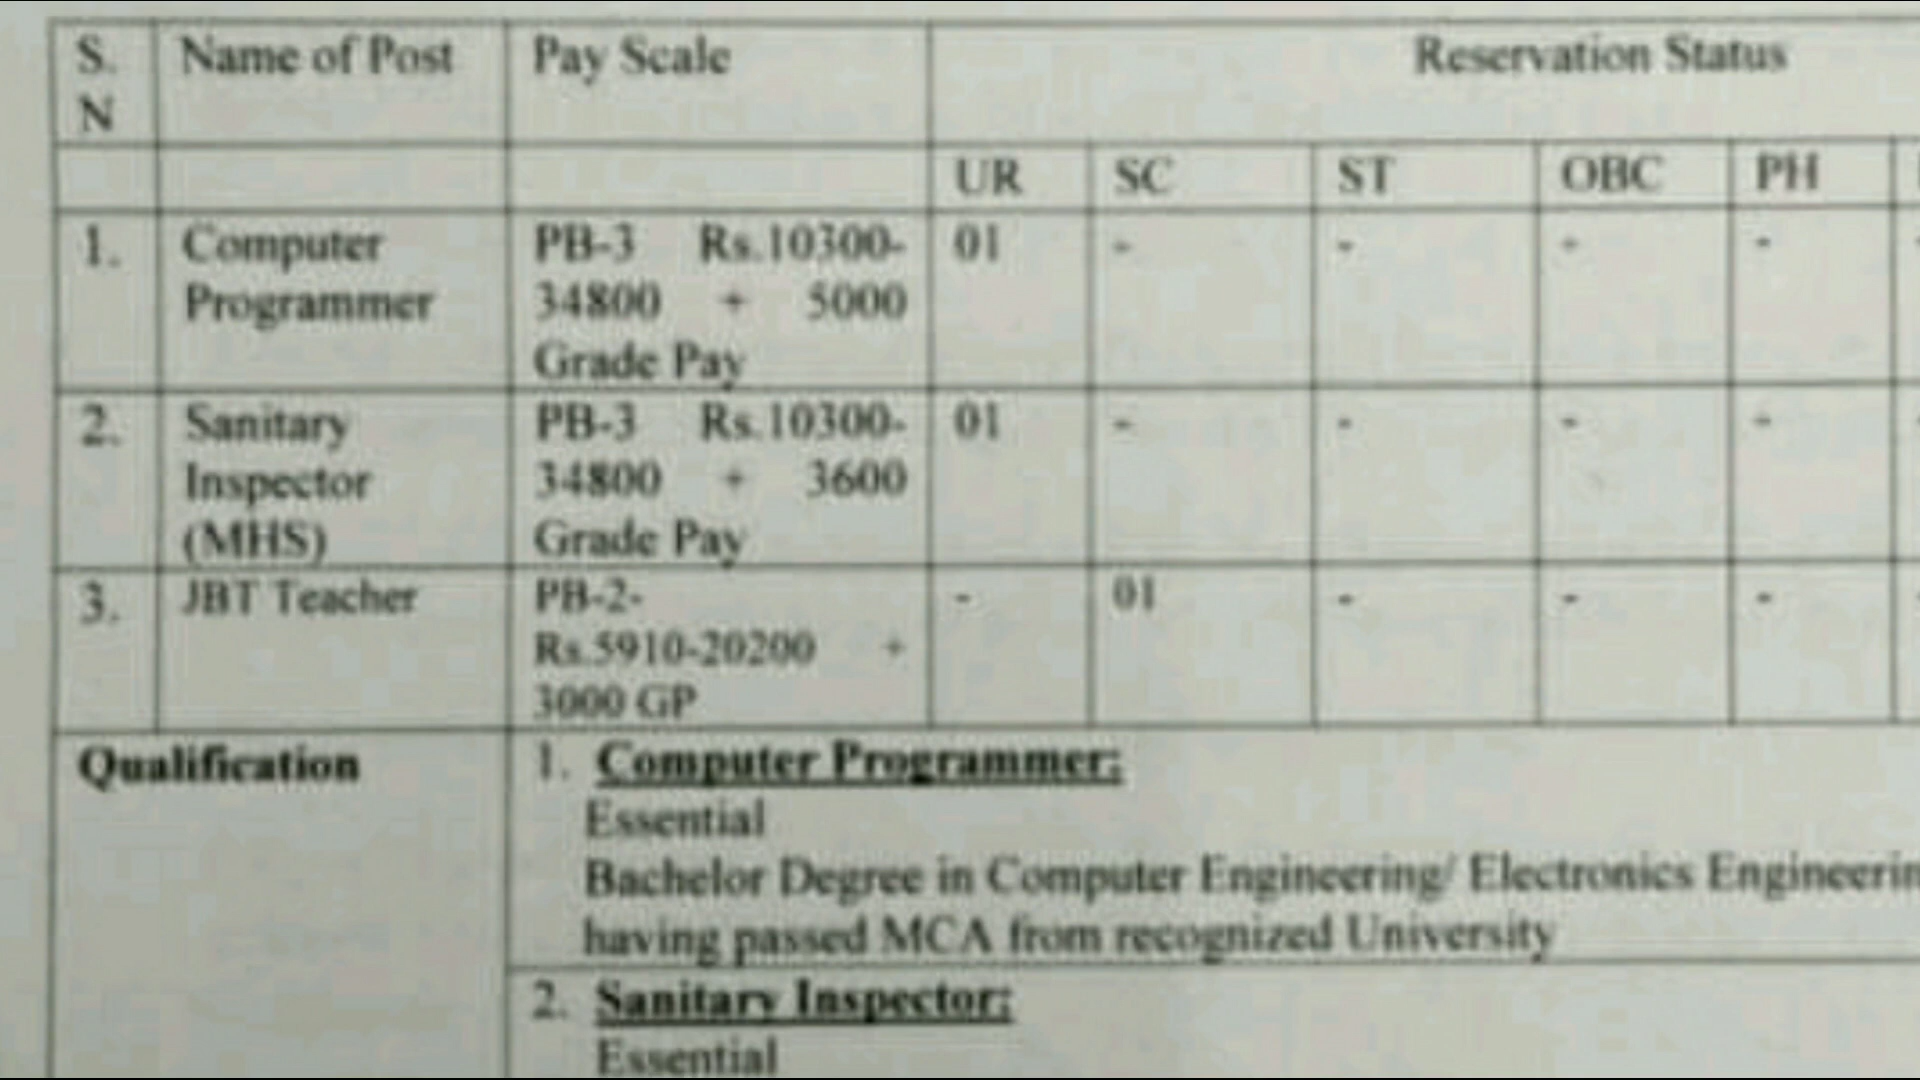 S. N Name of Post Pay Scale Reservation Status
UR SC ST OBC PH
1. Computer Programmer PB-3 Rs.10300-34800 + 5000 Grade Pay 01 - - - -
2. Sanitary Inspector (MHS) PB-3 Rs.10300-34800 + 3600 Grade Pay 01 - - - -
3. JBT Teacher PB-2-Rs.5910-20200 + 3000 GP - 01 - - -
Qualification
1. Computer Programmer:
Essential
Bachelor Degree in Computer Engineering/ Electronics Engineerin
having passed MCA from recognized University
2. Sanitary Inspector:
Essential